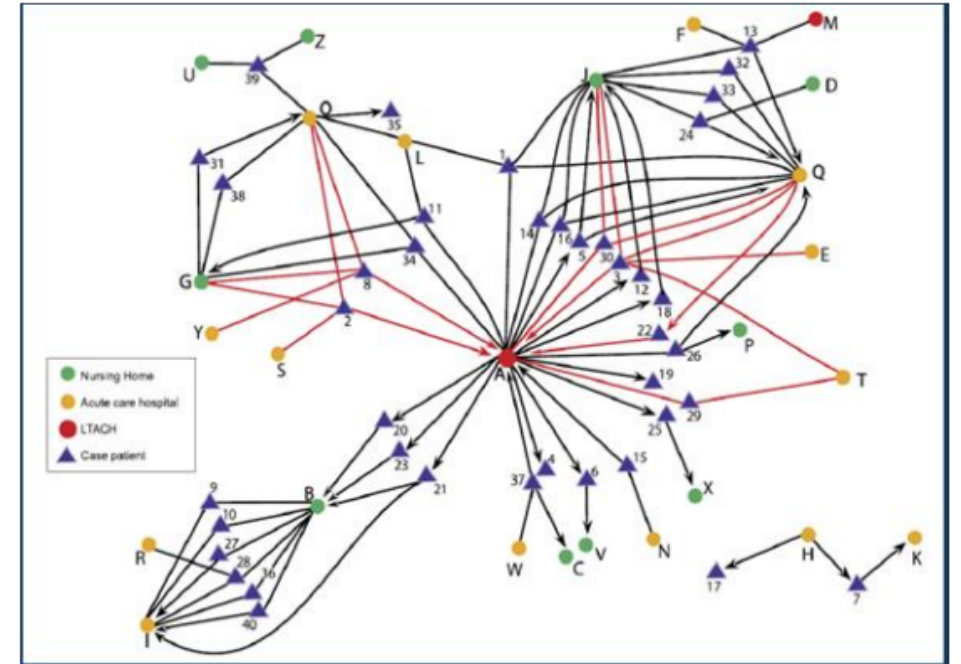 Z
U
39
O
35
L
31
38
11
34
G
8
2
Y
S
F
13
M
32
J
33
D
24
1
Q
14
16
5
30
3
12
18
E
22
26
P
A
19
T
29
25
Nursing Home
Acute care hospital
LTACH
Case patient
20
23
21
4
37
6
15
X
9
B
10
27
R
28
16
40
I
W
C
V
N
H
K
17
7